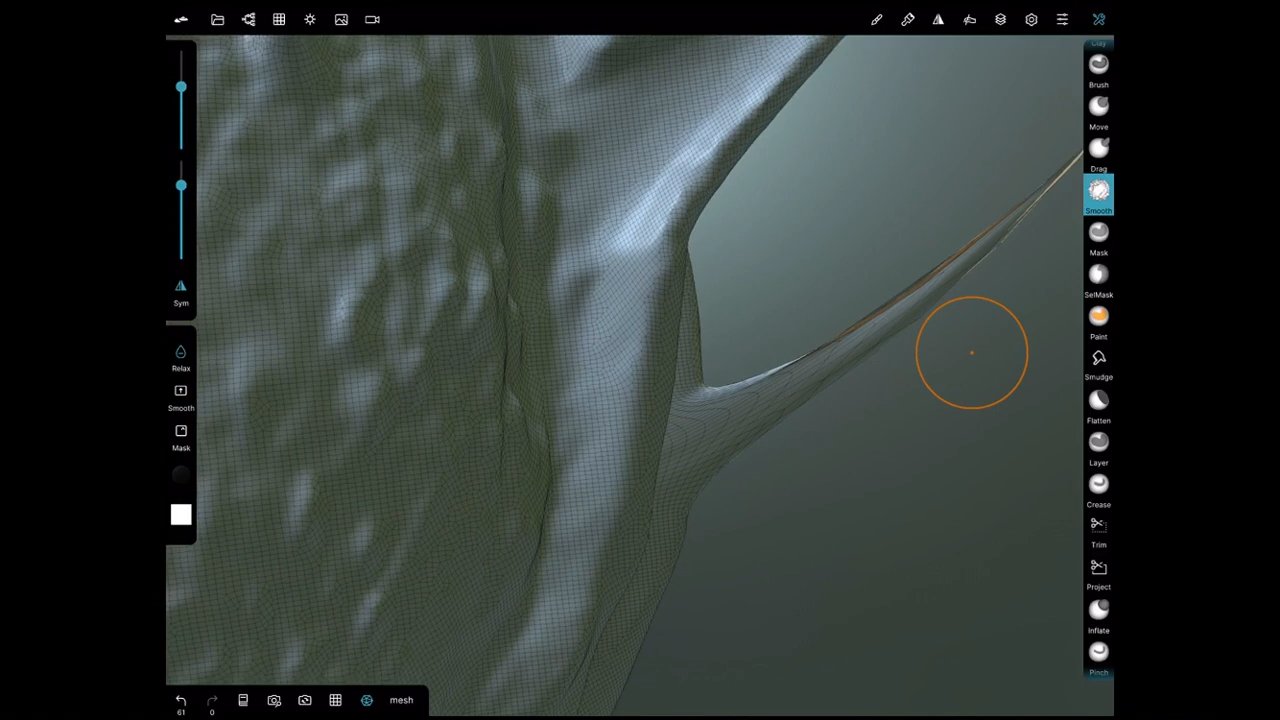 Clay
Brush
Move
Drag
Smooth
Mask
SelMask
Paint
Smudge
Flatten
Layer
Crease
Trim
Project
Inflate
Pinch
Sym
Relax
Smooth
Mask
61
0
mesh